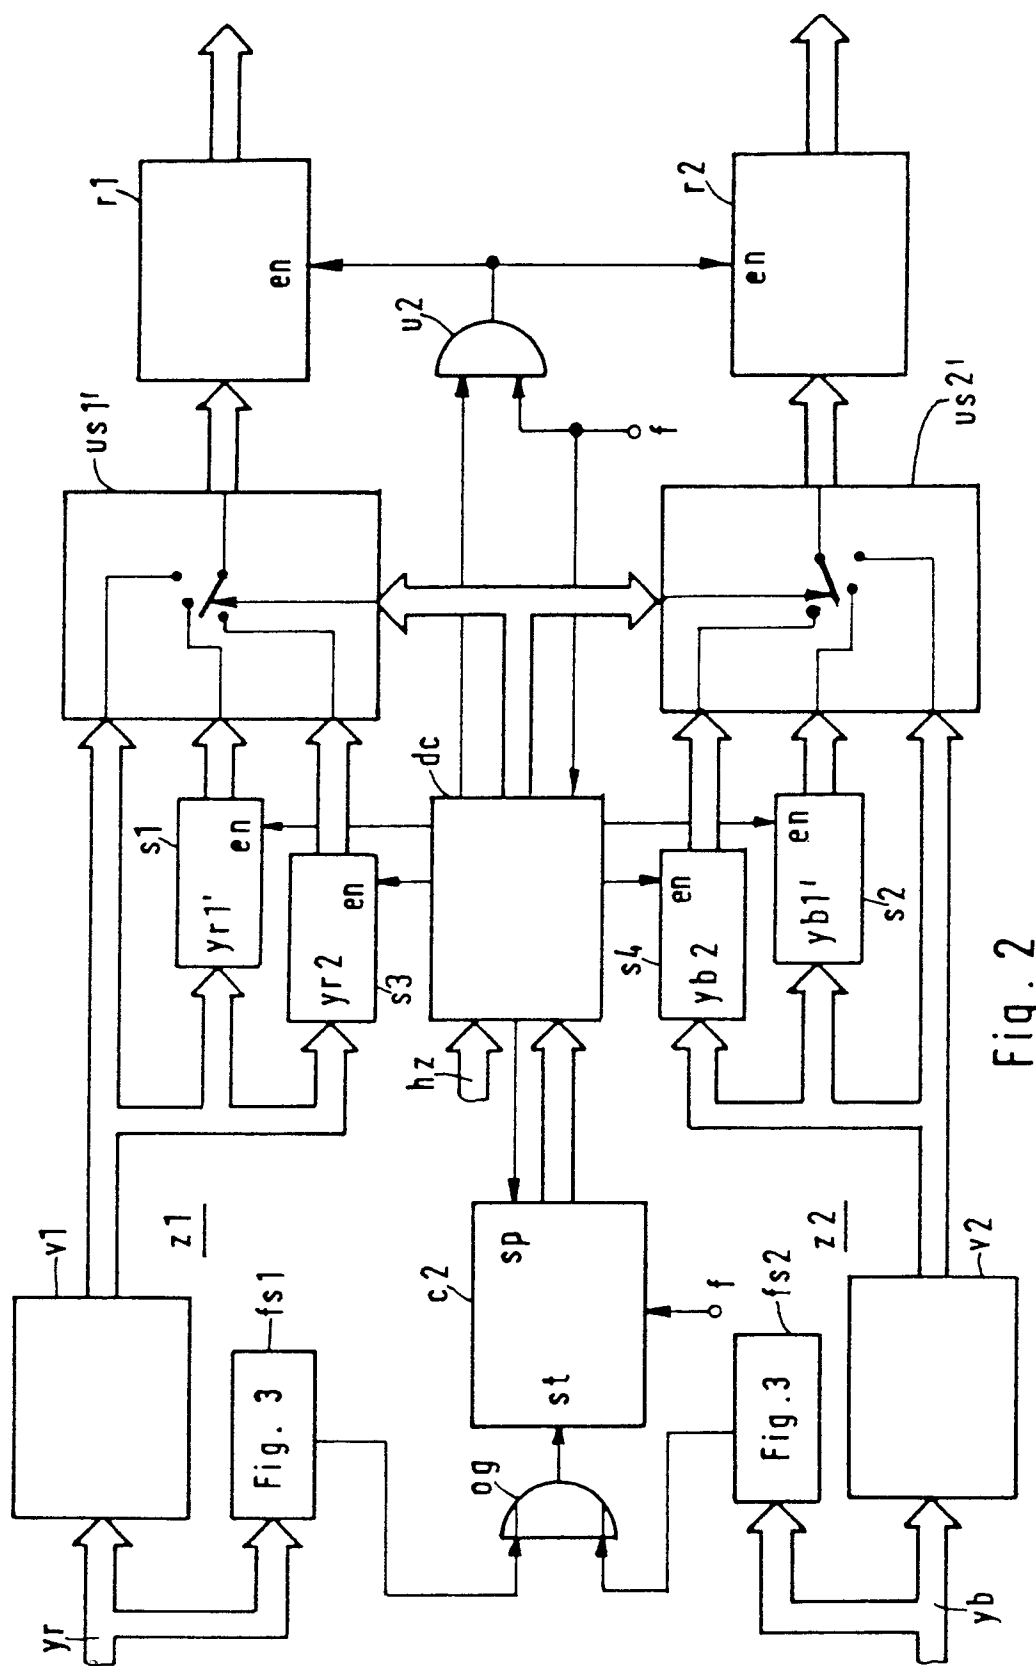 yr
v1
z1
Fig. 3
fs1
s1
yr1'
en
yr2
en
s3
us1'
r1
en
og
st
c2
sp
f
hz
dc
u2
f
s4
yb2
en
yb1'
en
s'2
us2'
r2
en
Fig.3
fs2
z2
v2
yb
Fig. 2